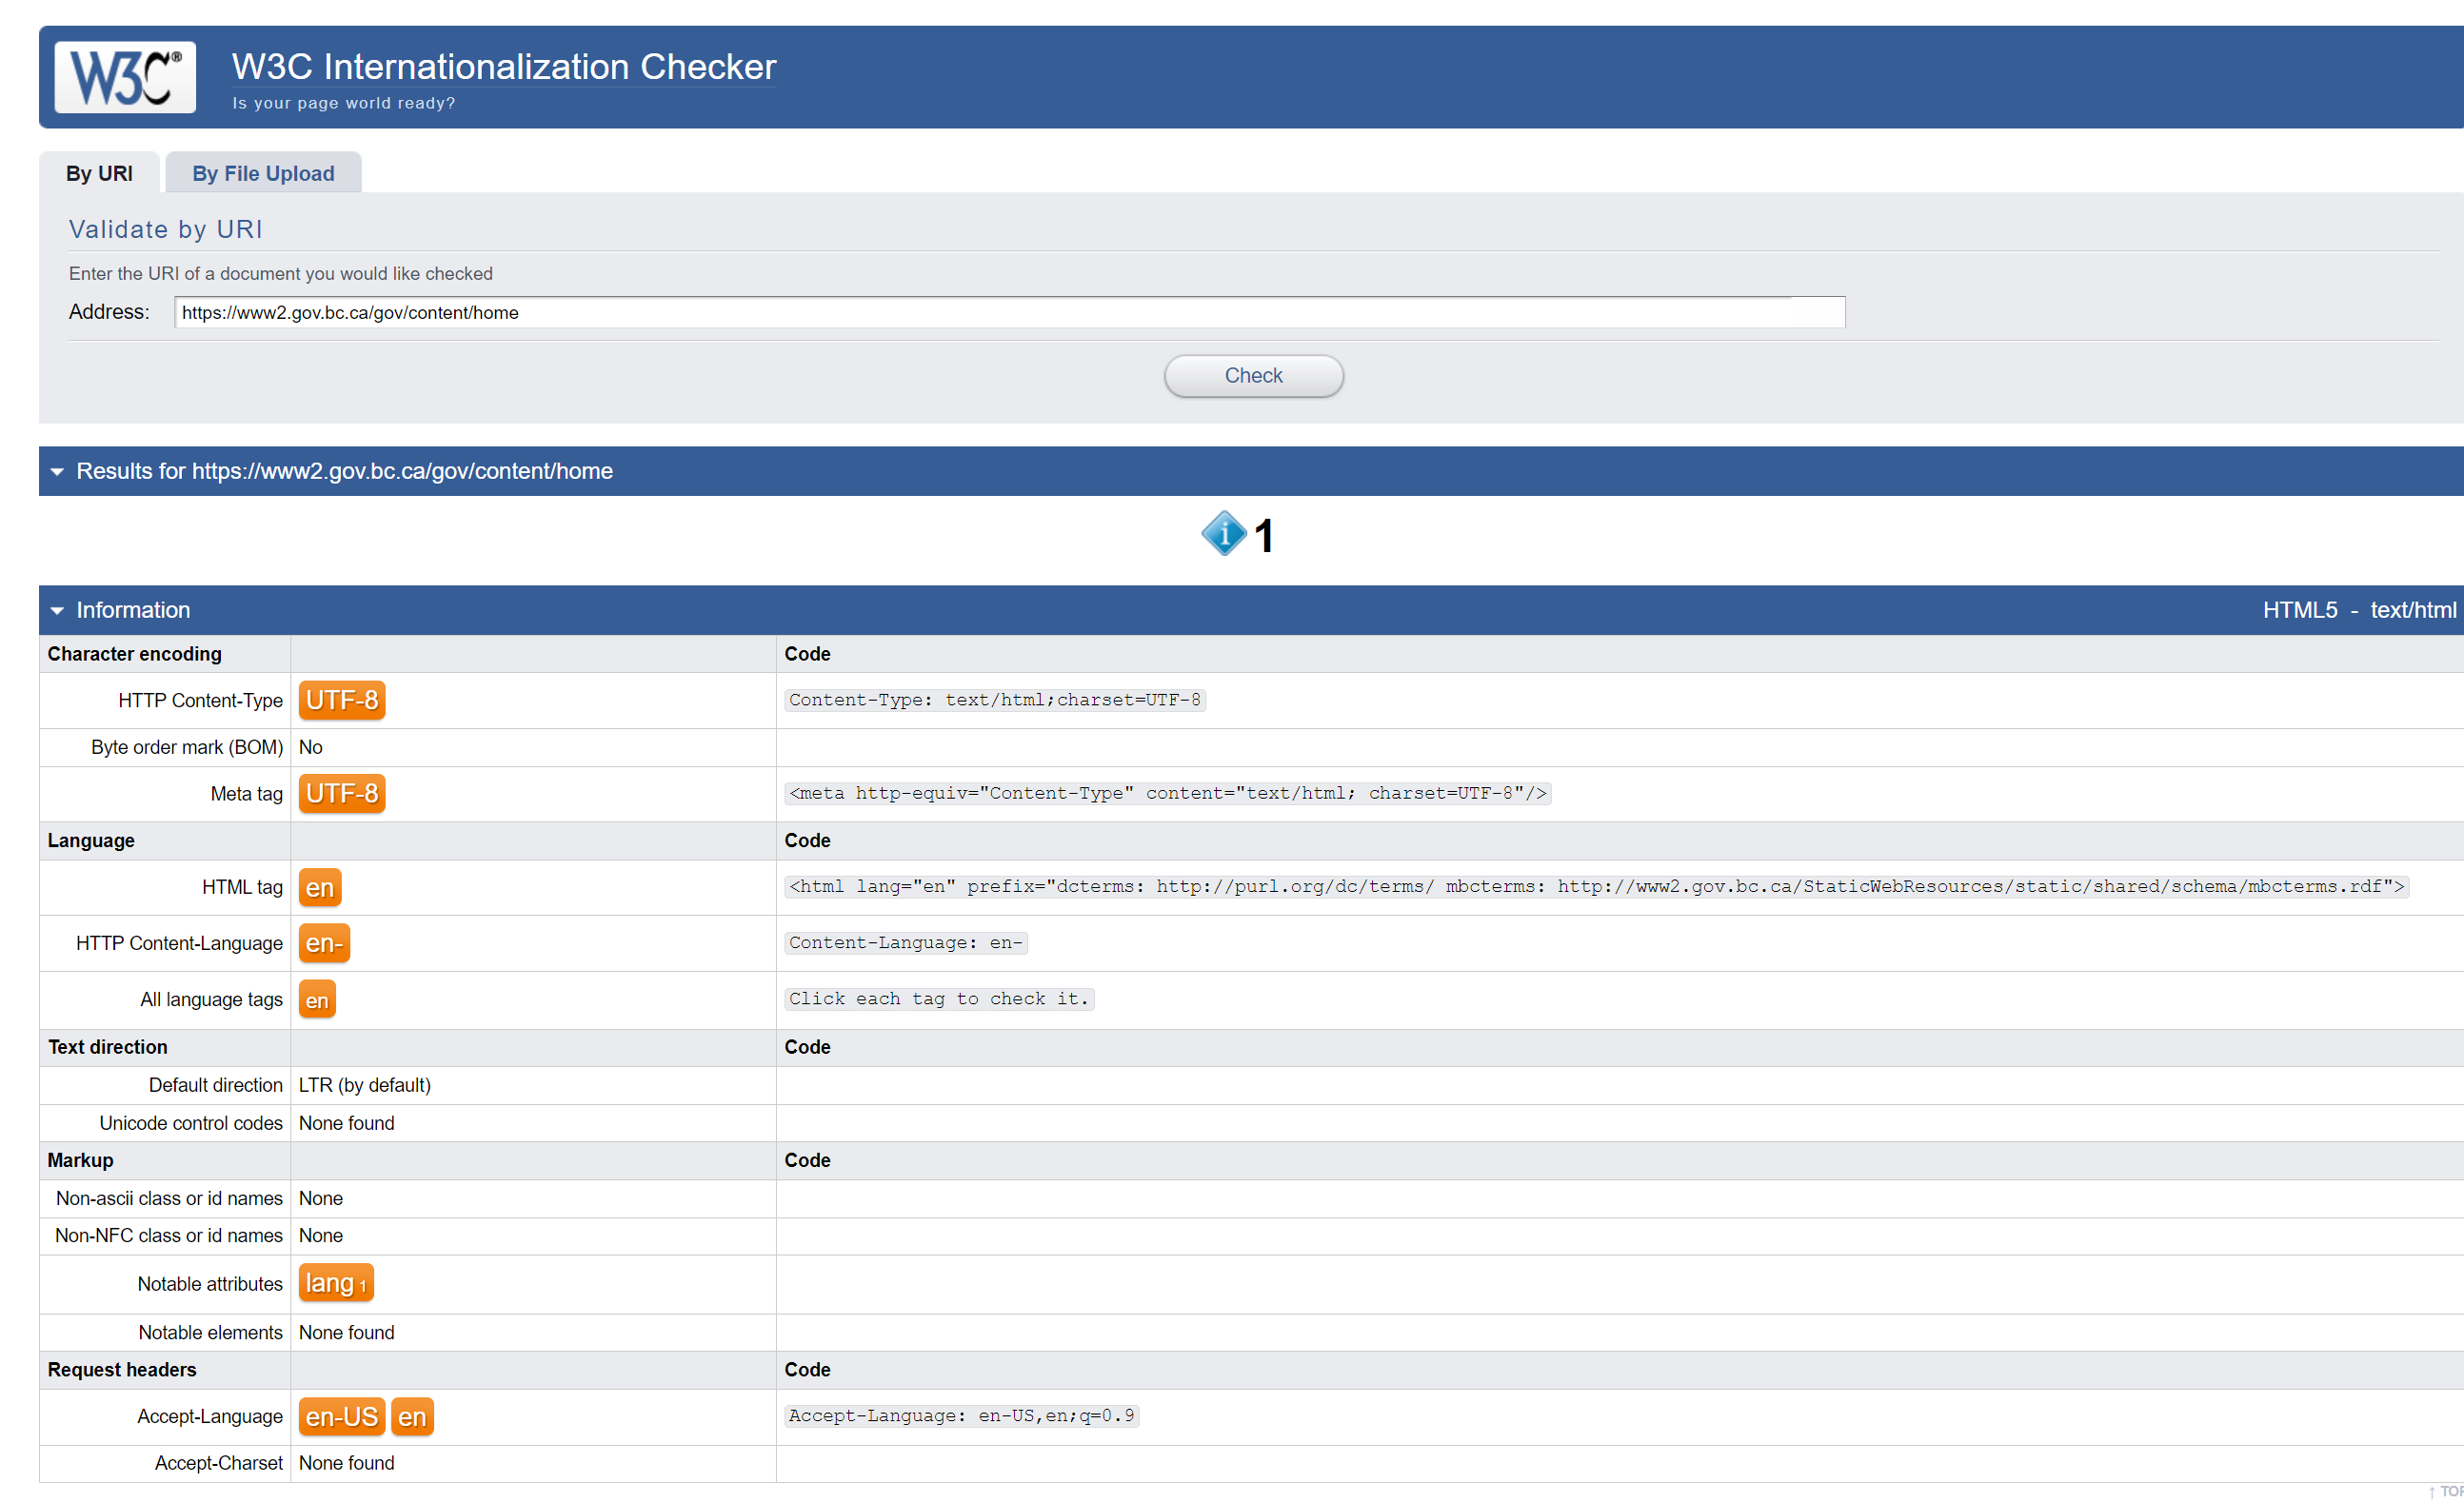 W3C® W3C Internationalization Checker
Is your page world ready?
By URI By File Upload
Validate by URI
Enter the URI of a document you would like checked
Address: https://www2.gov.bc.ca/gov/content/home
Check
Results for https://www2.gov.bc.ca/gov/content/home
i 1
Information HTML5 - text/html
Character encoding Code
HTTP Content-Type UTF-8 Content-Type: text/html;charset=UTF-8
Byte order mark (BOM) No
Meta tag UTF-8 <meta http-equiv="Content-Type" content="text/html; charset=UTF-8"/>
Language Code
HTML tag en <html lang="en" prefix="dcterms: http://purl.org/dc/terms/ mbcterms: http://www2.gov.bc.ca/StaticWebResources/static/shared/schema/mbcterms.rdf">
HTTP Content-Language en- Content-Language: en-
All language tags en Click each tag to check it.
Text direction Code
Default direction LTR (by default)
Unicode control codes None found
Markup Code
Non-ascii class or id names None
Non-NFC class or id names None
Notable attributes lang 1
Notable elements None found
Request headers Code
Accept-Language en-US en Accept-Language: en-US,en;q=0.9
Accept-Charset None found